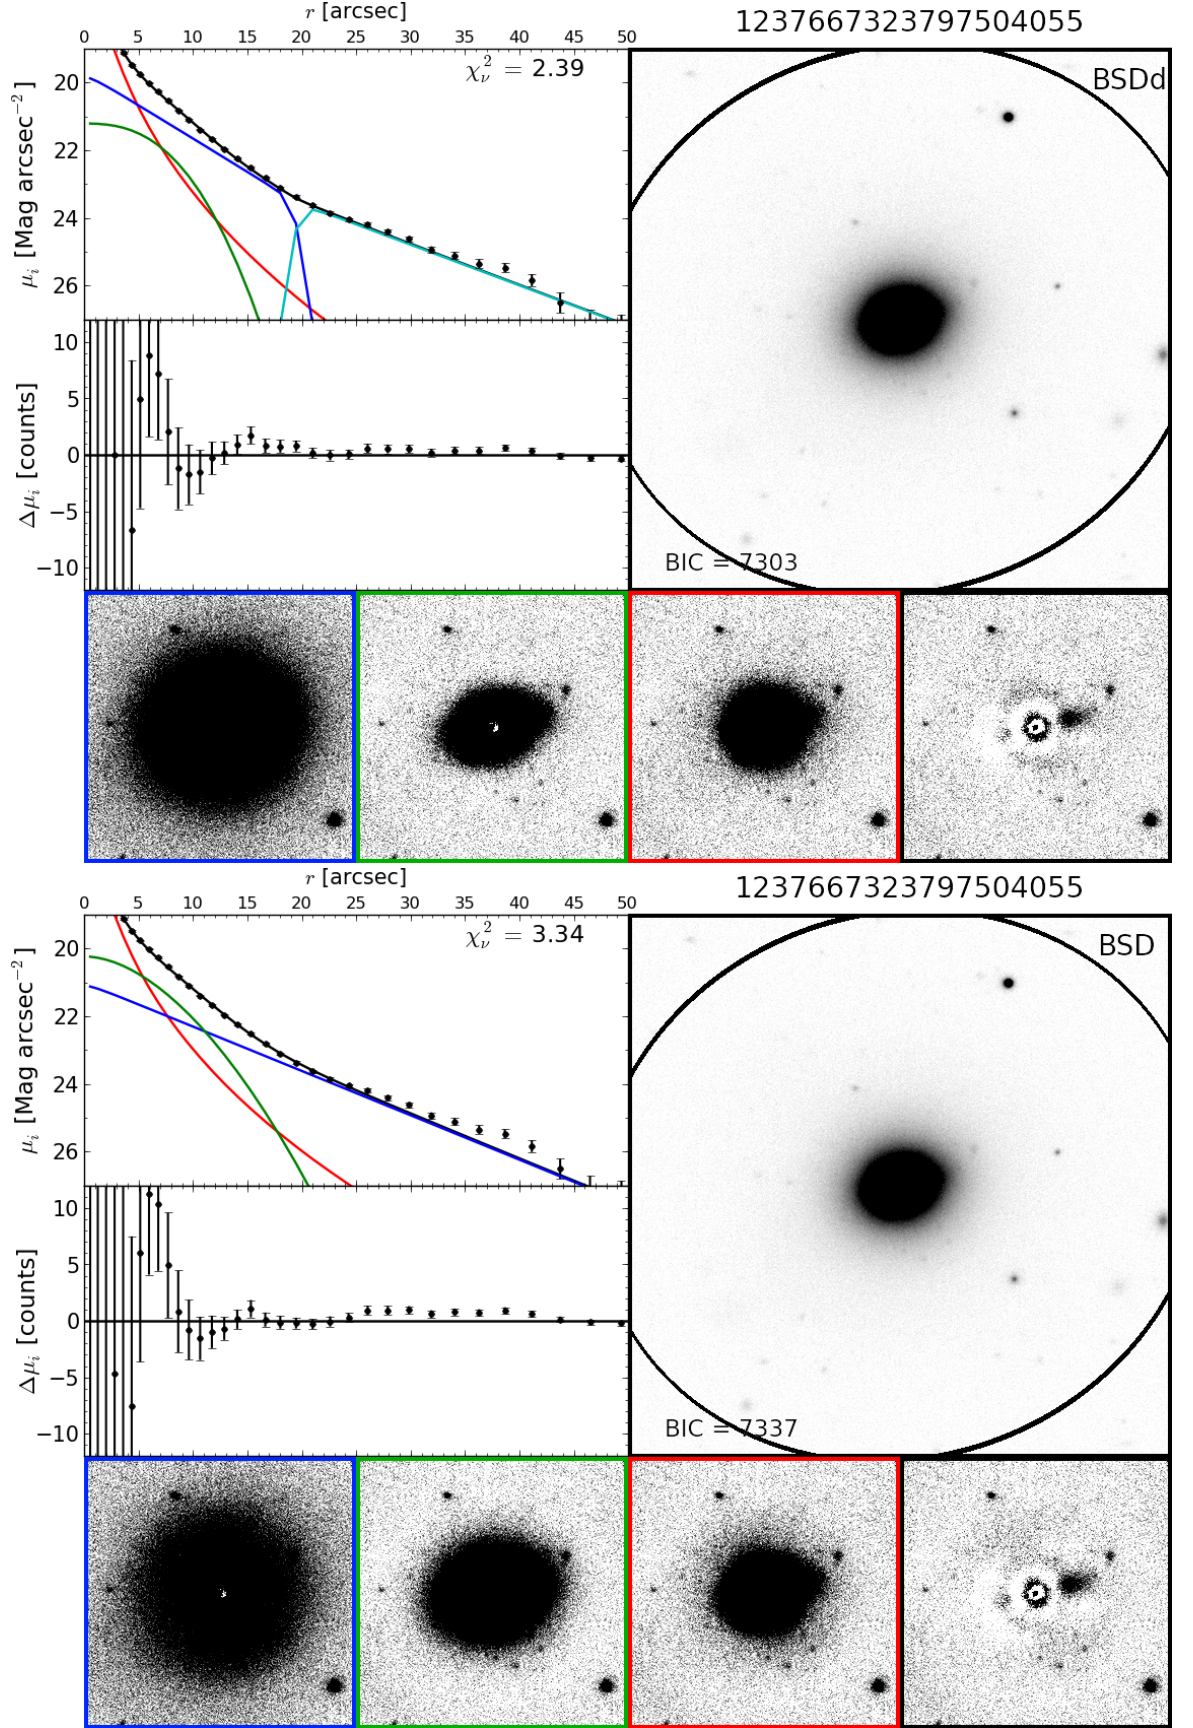 r [arcsec]
1237667323797504055
0 5 10 15 20 25 30 35 40 45 50
χ²ᵥ = 2.39
BSDd
20
22
24
26
μᵢ [Mag arcsec⁻²]
10
5
0
−5
−10
Δμᵢ [counts]
BIC = 7303
r [arcsec]
1237667323797504055
0 5 10 15 20 25 30 35 40 45 50
χ²ᵥ = 3.34
BSD
20
22
24
26
μᵢ [Mag arcsec⁻²]
10
5
0
−5
−10
Δμᵢ [counts]
BIC = 7337